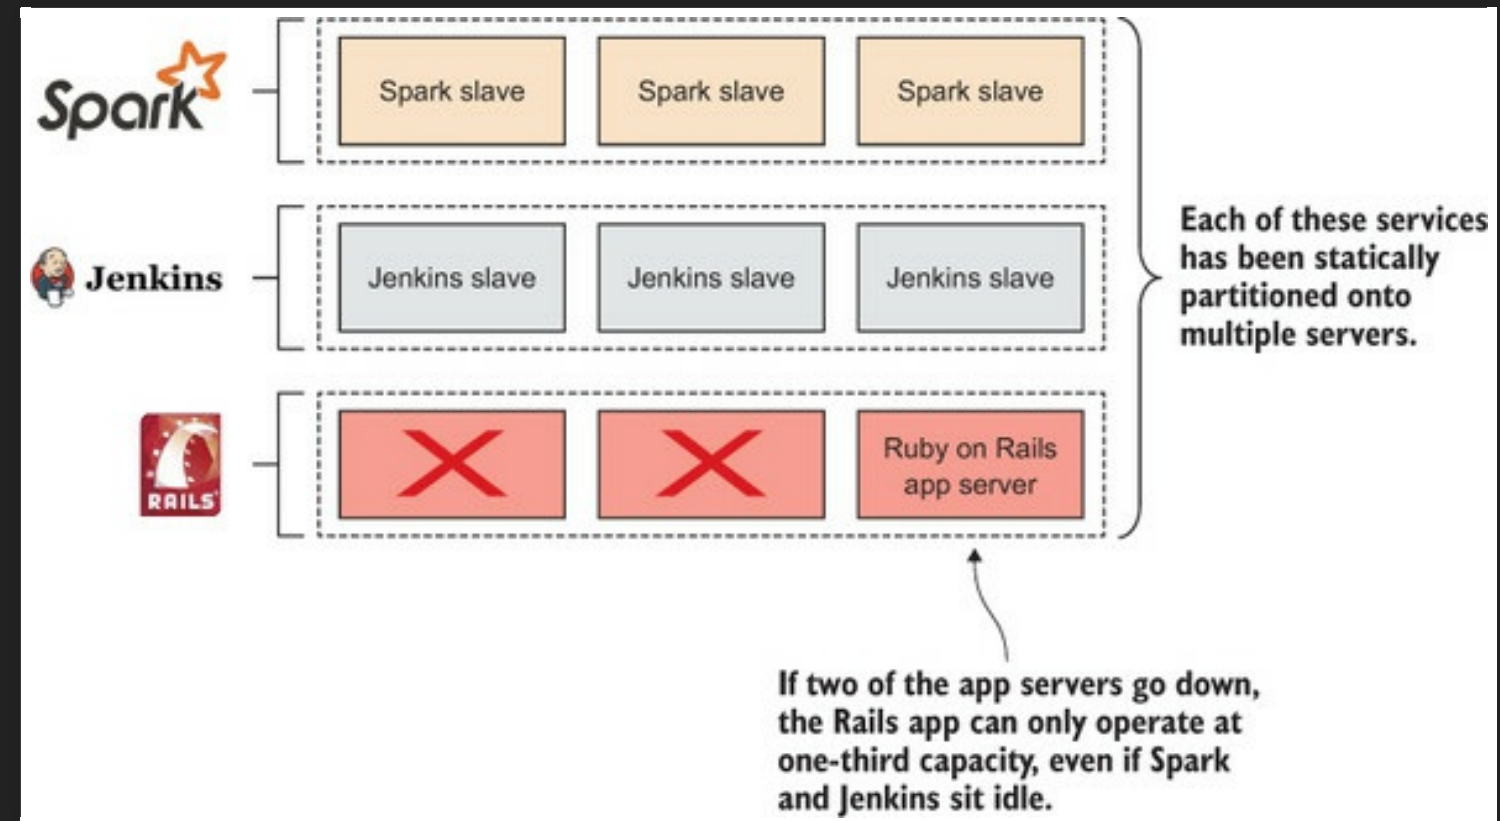 Spark
Spark slave
Spark slave
Spark slave
Jenkins
Jenkins slave
Jenkins slave
Jenkins slave
Each of these services
has been statically
partitioned onto
multiple servers.
RAILS
Ruby on Rails
app server
If two of the app servers go down,
the Rails app can only operate at
one-third capacity, even if Spark
and Jenkins sit idle.